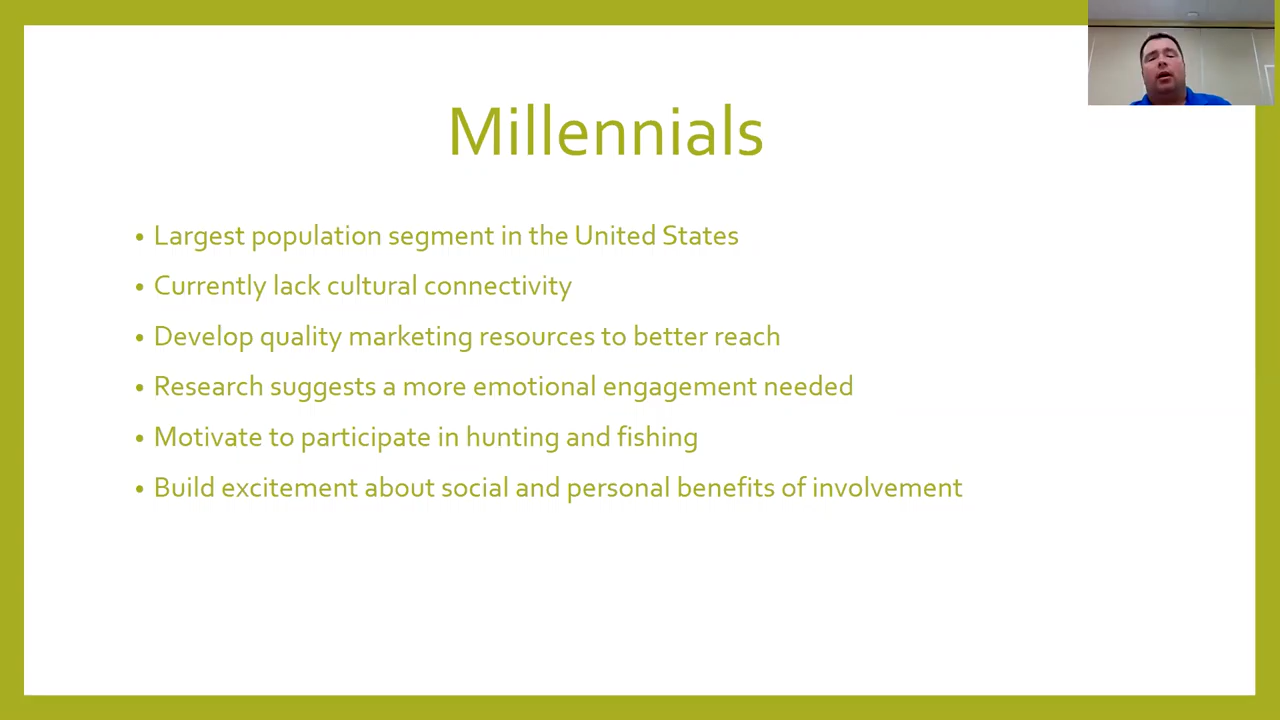 Millennials
• Largest population segment in the United States
• Currently lack cultural connectivity
• Develop quality marketing resources to better reach
• Research suggests a more emotional engagement needed
• Motivate to participate in hunting and fishing
• Build excitement about social and personal benefits of involvement